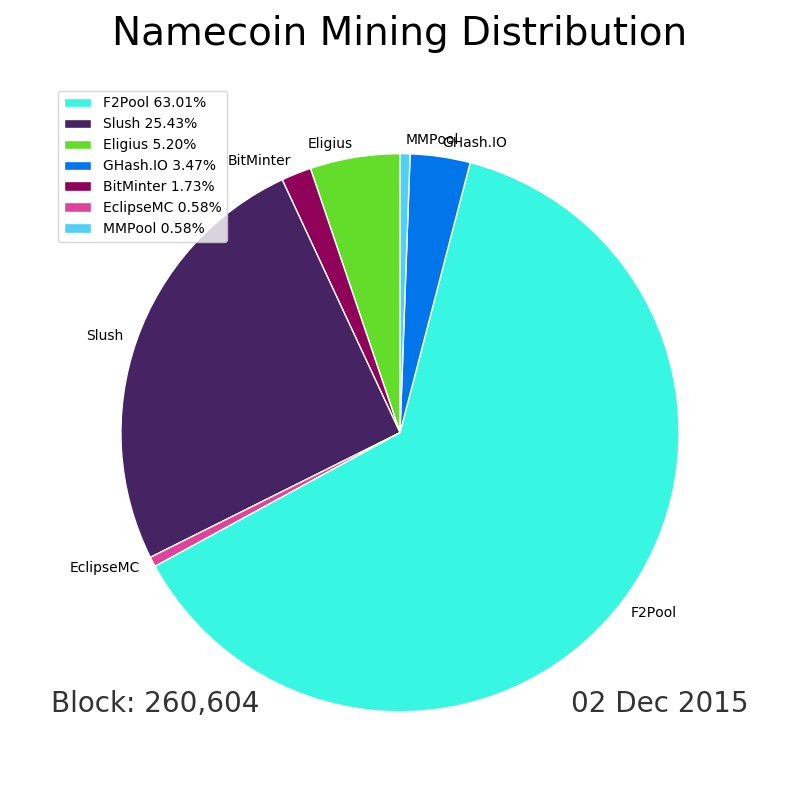 Namecoin Mining Distribution
F2Pool 63.01%
Slush 25.43%
Eligius 5.20%
GHash.IO 3.47%
BitMinter 1.73%
EclipseMC 0.58%
MMPool 0.58%
MMPool
GHash.IO
Eligius
BitMinter
Slush
EclipseMC
F2Pool
Block: 260,604
02 Dec 2015